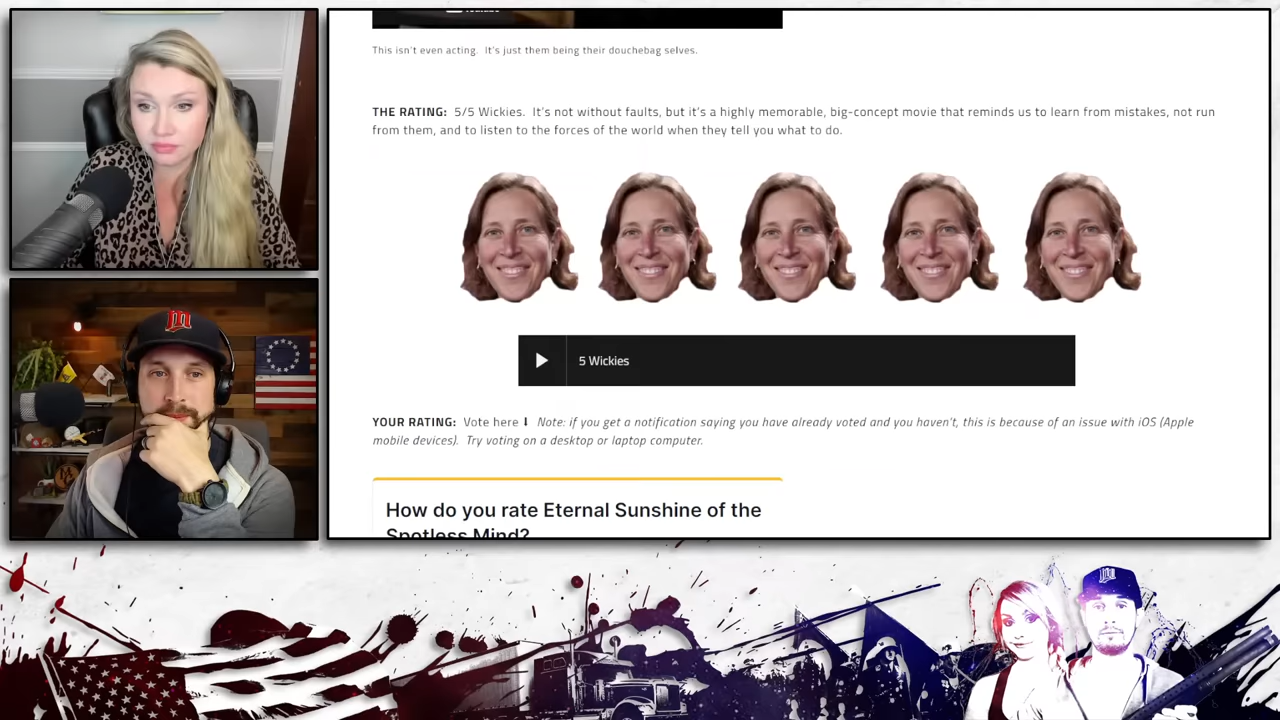 This isn't even acting. It's just them being their douchebag selves.
THE RATING: 5/5 Wickies. It's not without faults, but it's a highly memorable, big-concept movie that reminds us to learn from mistakes, not run
from them, and to listen to the forces of the world when they tell you what to do.
5 Wickies
YOUR RATING: Vote here ⬇ Note: if you get a notification saying you have already voted and you haven't, this is because of an issue with iOS (Apple
mobile devices). Try voting on a desktop or laptop computer.
How do you rate Eternal Sunshine of the
Spotless Mind?